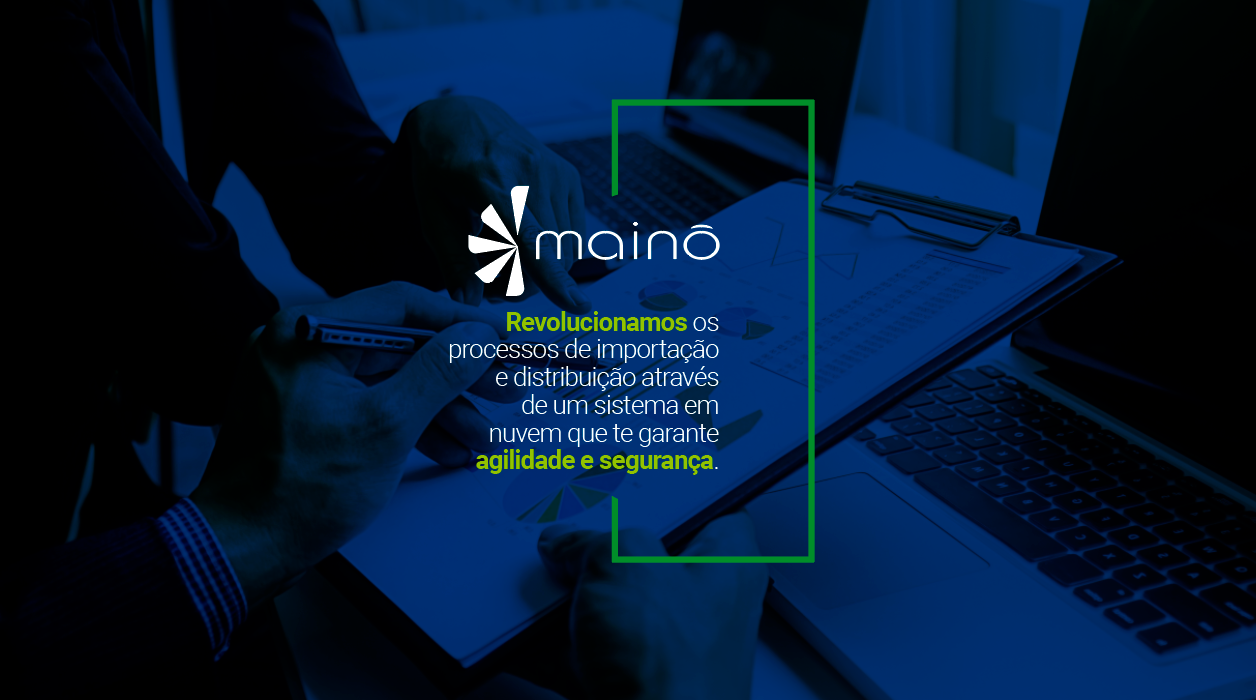 mainô
Revolucionamos os
processos de importação
e distribuição através
de um sistema em
nuvem que te garante
agilidade e segurança.